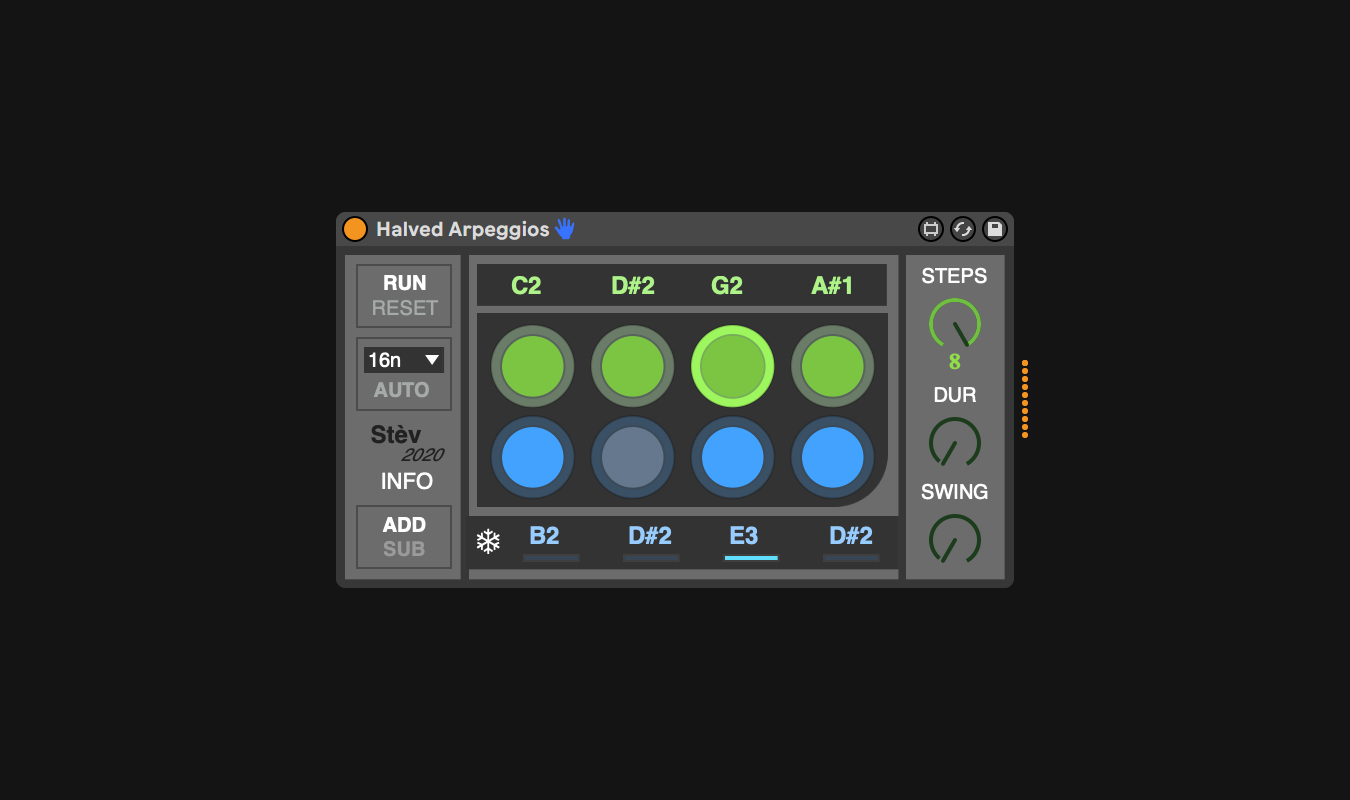 Halved Arpeggios
RUN
RESET
16n
AUTO
Stèv
2020
INFO
ADD
SUB
C2 D#2 G2 A#1
B2 D#2 E3 D#2
STEPS
8
DUR
SWING